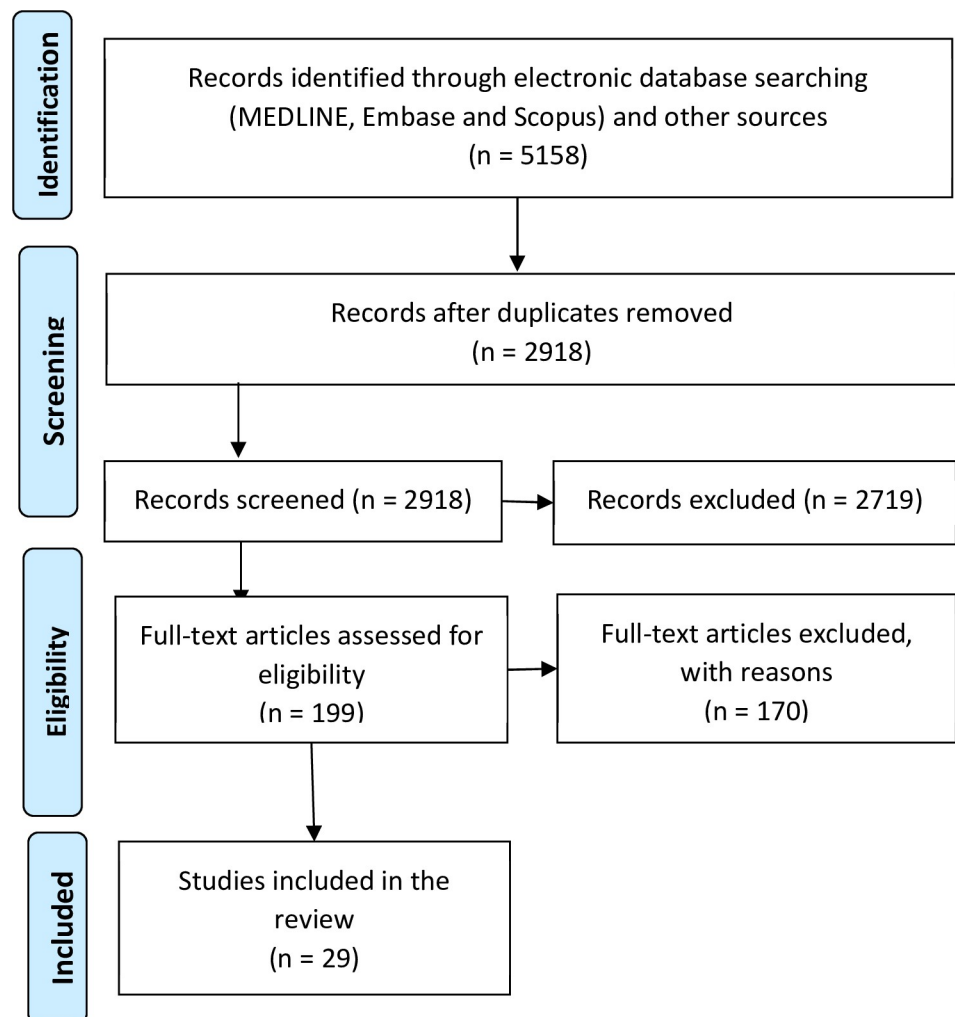 Identification
Records identified through electronic database searching
(MEDLINE, Embase and Scopus) and other sources
(n = 5158)
Screening
Records after duplicates removed
(n = 2918)
Records screened (n = 2918)
Records excluded (n = 2719)
Eligibility
Full-text articles assessed for
eligibility
(n = 199)
Full-text articles excluded,
with reasons
(n = 170)
Included
Studies included in the
review
(n = 29)